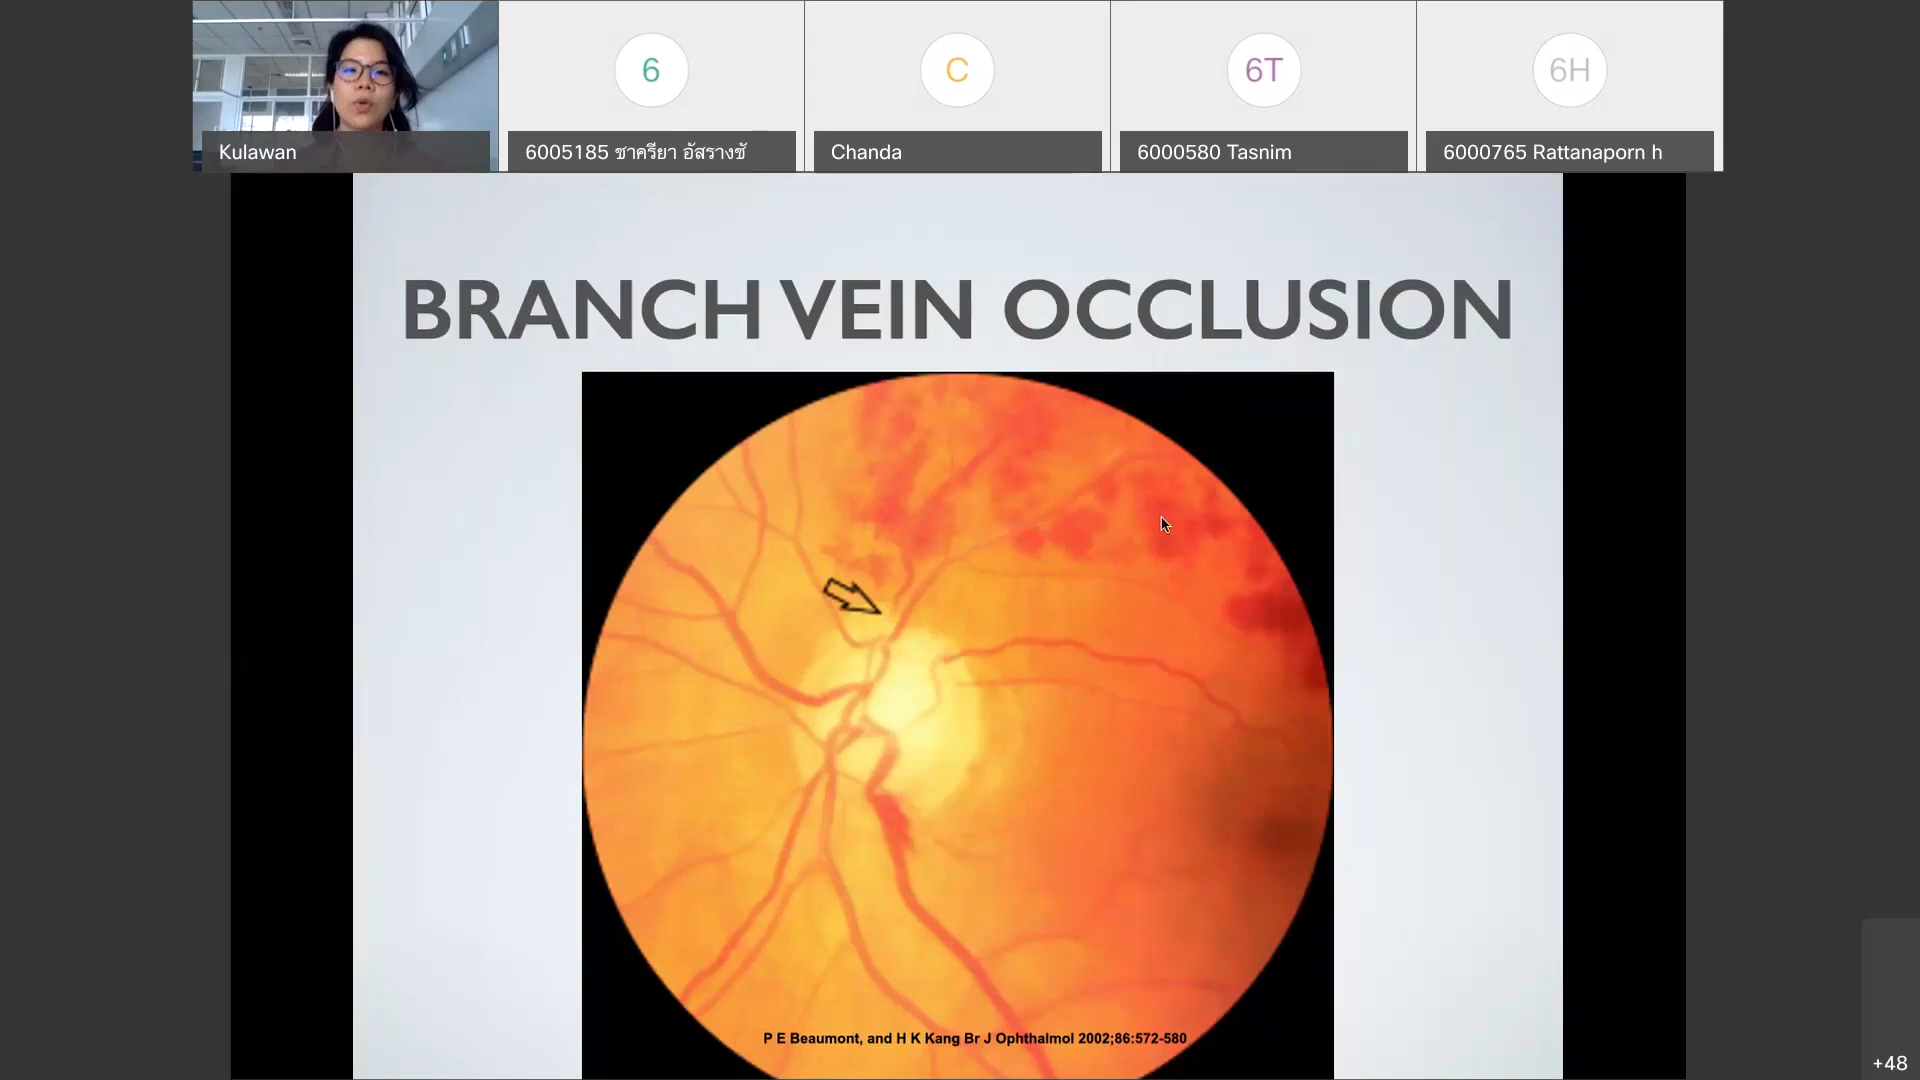 6
C
6T
6H
Kulawan
6005185 ซาครียา อัสรางชั
Chanda
6000580 Tasnim
6000765 Rattanaporn h
BRANCH VEIN OCCLUSION
P E Beaumont, and H K Kang Br J Ophthalmol 2002;86:572-580
+48